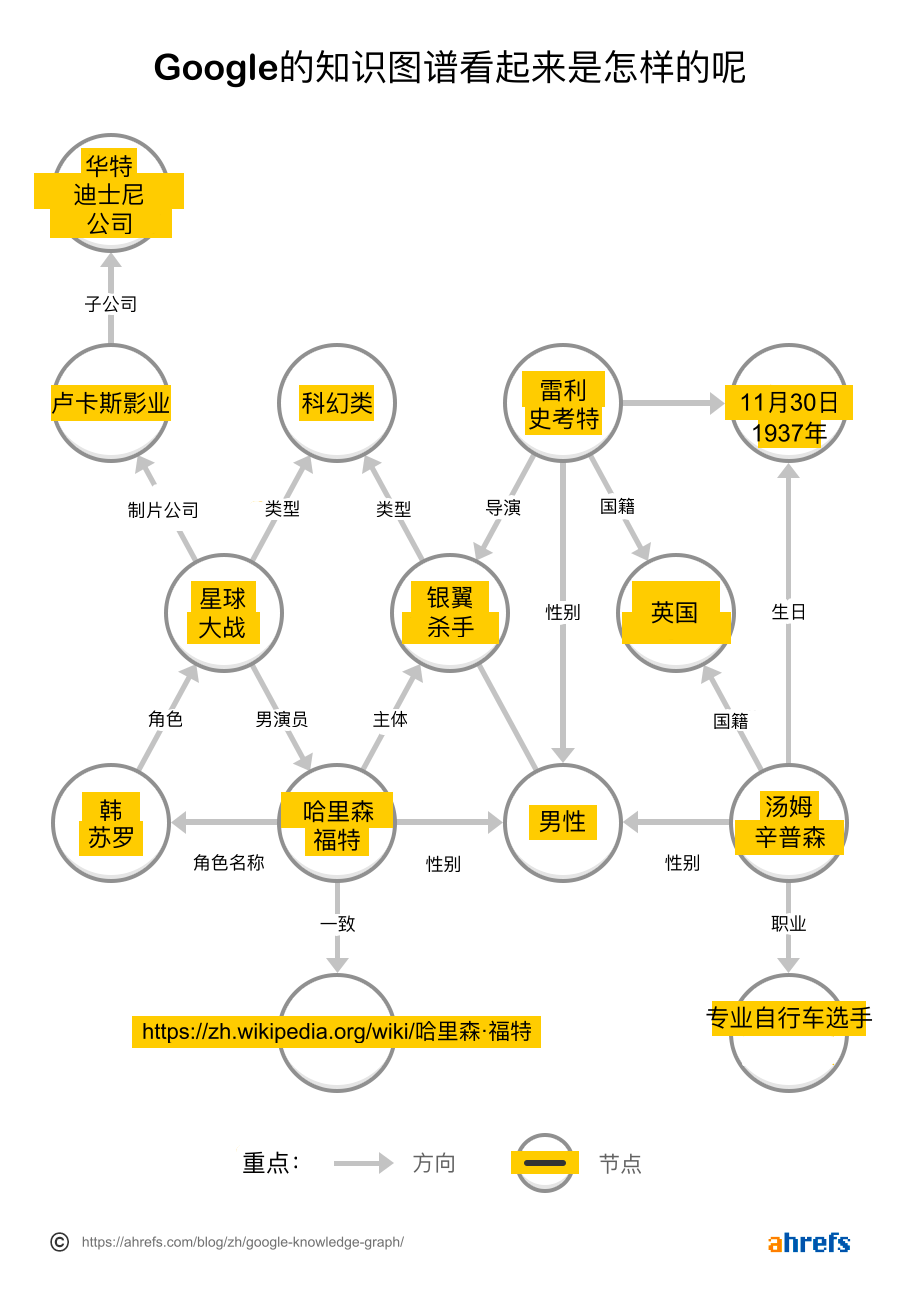 Google的知识图谱看起来是怎样的呢
华特
迪士尼
公司
子公司
卢卡斯影业
科幻类
雷利
史考特
11月30日
1937年
制片公司
类型
类型
导演
国籍
星球
大战
银翼
杀手
性别
英国
生日
角色
男演员
主体
国籍
韩
苏罗
哈里森
福特
男性
汤姆
辛普森
角色名称
性别
性别
一致
职业
https://zh.wikipedia.org/wiki/哈里森·福特
专业自行车选手
重点：
方向
节点
© https://ahrefs.com/blog/zh/google-knowledge-graph/
ahrefs